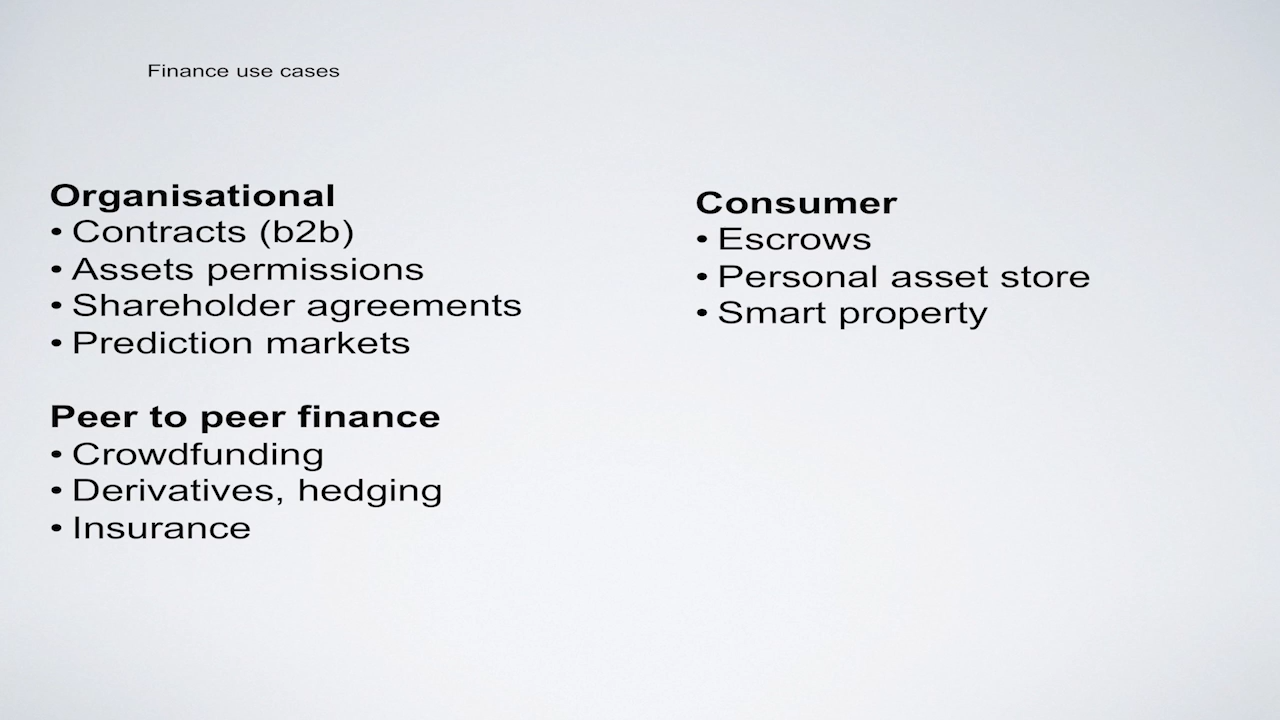 Finance use cases
Organisational
• Contracts (b2b)
• Assets permissions
• Shareholder agreements
• Prediction markets
Peer to peer finance
• Crowdfunding
• Derivatives, hedging
• Insurance
Consumer
• Escrows
• Personal asset store
• Smart property